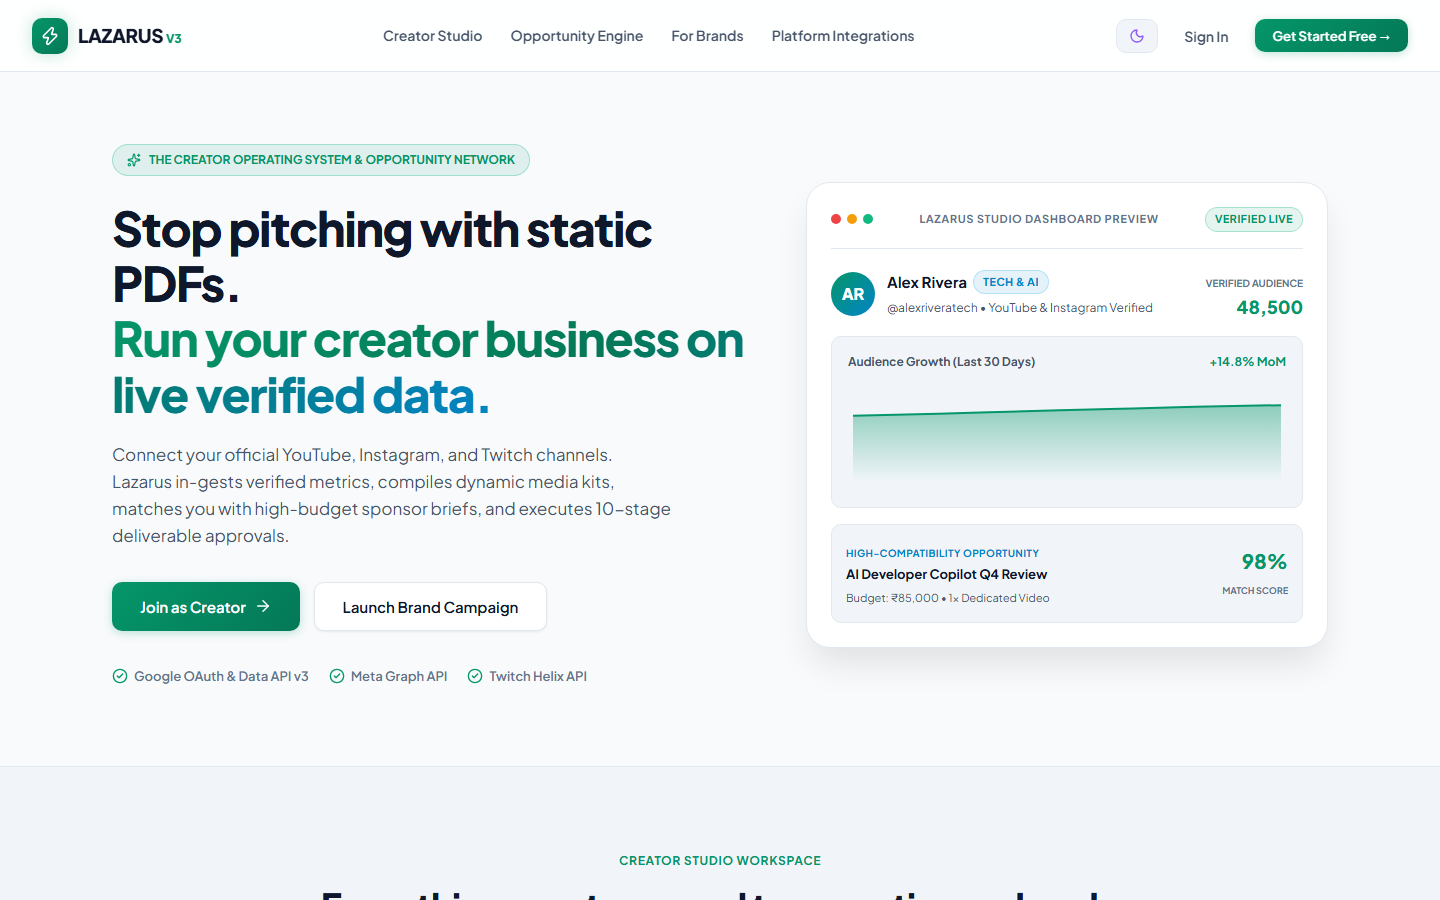 LAZARUS V3
Creator Studio
Opportunity Engine
For Brands
Platform Integrations
Sign In
Get Started Free →
THE CREATOR OPERATING SYSTEM & OPPORTUNITY NETWORK
Stop pitching with static
PDFs.
Run your creator business on
live verified data.
Connect your official YouTube, Instagram, and Twitch channels.
Lazarus in-gests verified metrics, compiles dynamic media kits,
matches you with high-budget sponsor briefs, and executes 10-stage
deliverable approvals.
Join as Creator →
Launch Brand Campaign
Google OAuth & Data API v3
Meta Graph API
Twitch Helix API
LAZARUS STUDIO DASHBOARD PREVIEW
VERIFIED LIVE
AR
Alex Rivera
TECH & AI
@alexriveratech • YouTube & Instagram Verified
VERIFIED AUDIENCE
48,500
Audience Growth (Last 30 Days)
+14.8% MoM
HIGH-COMPATIBILITY OPPORTUNITY
AI Developer Copilot Q4 Review
Budget: ₹85,000 • 1x Dedicated Video
98%
MATCH SCORE
CREATOR STUDIO WORKSPACE